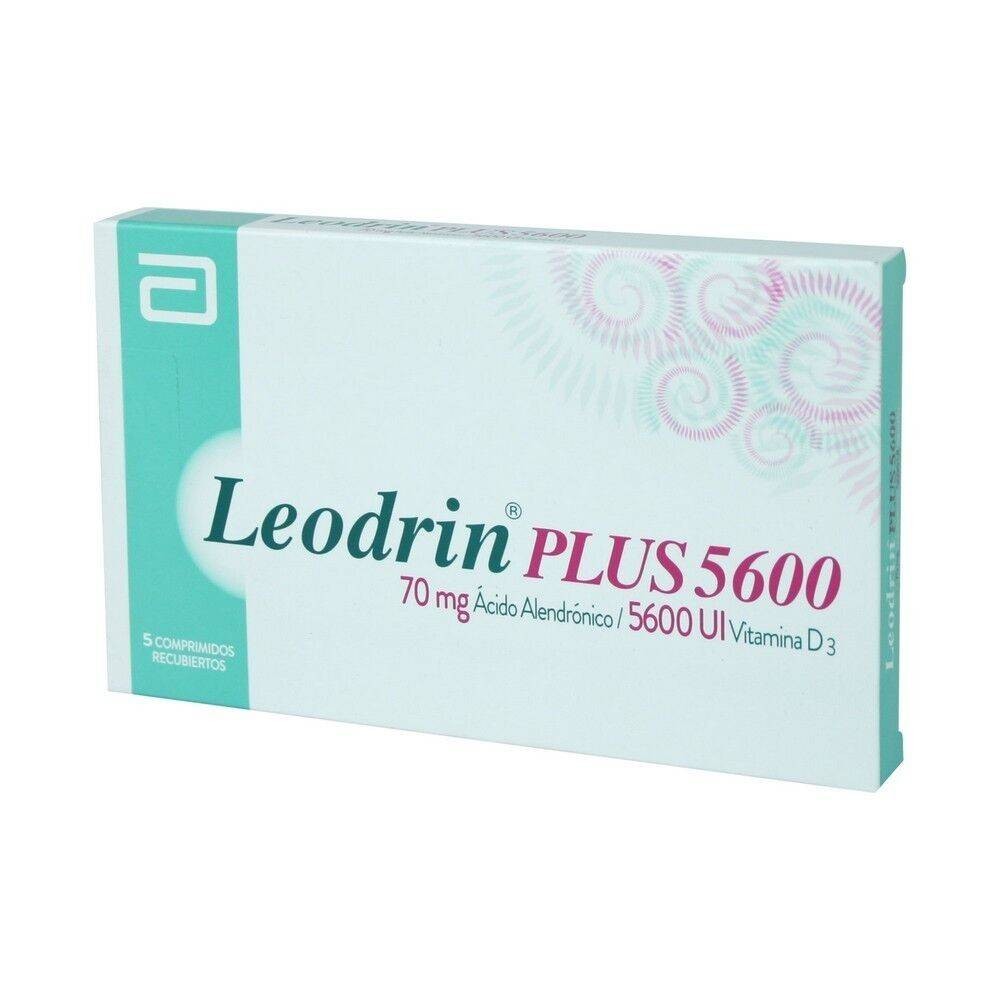 Leodrin PLUS 5600
Leodrin® PLUS 5600
70 mg Ácido Alendrónico / 5600 UI Vitamina D3
5 COMPRIMIDOS
RECUBIERTOS
Leodrin PLUS 5600